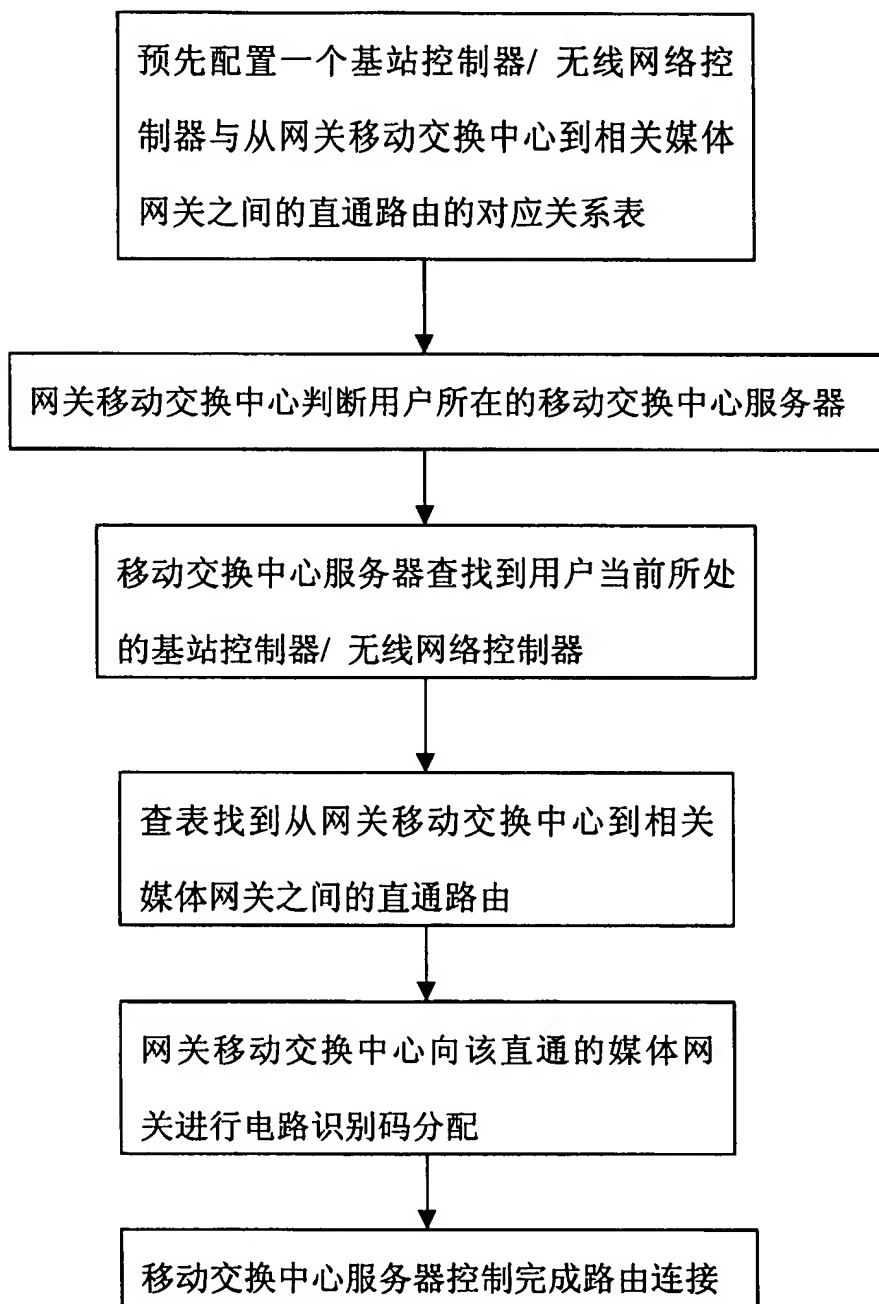 预先配置一个基站控制器/ 无线网络控
制器与从网关移动交换中心到相关媒体
网关之间的直通路由的对应关系表
网关移动交换中心判断用户所在的移动交换中心服务器
移动交换中心服务器查找到用户当前所处
的基站控制器/ 无线网络控制器
查表找到从网关移动交换中心到相关
媒体网关之间的直通路由
网关移动交换中心向该直通的媒体网
关进行电路识别码分配
移动交换中心服务器控制完成路由连接